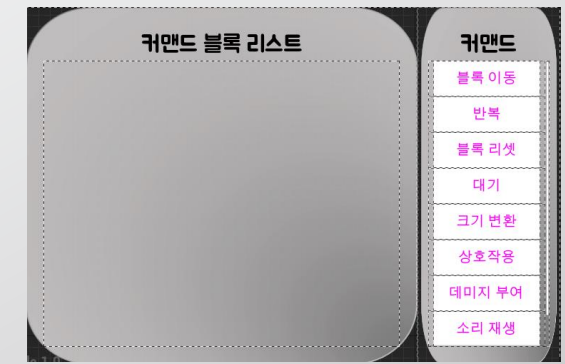 커맨드 블록 리스트
커맨드
블록 이동
반복
블록 리셋
대기
크기 변환
상호작용
데미지 부여
소리 재생